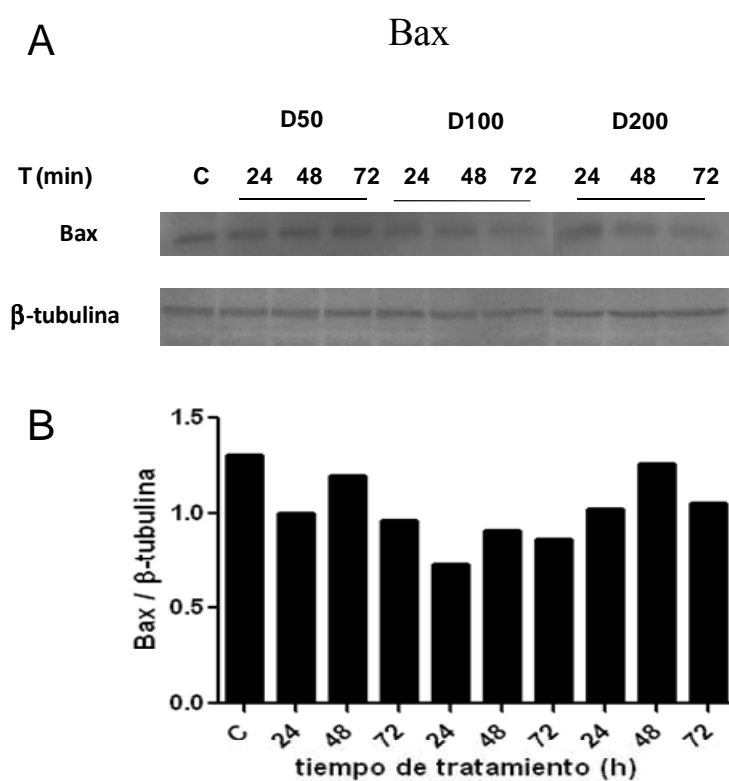 A
Bax
D50 D100 D200
T (min) C 24 48 72 24 48 72 24 48 72
Bax
β-tubulina
B
Bax / β-tubulina
1.5
1.0
0.5
0.0
C 24 48 72 24 48 72 24 48 72
tiempo de tratamiento (h)